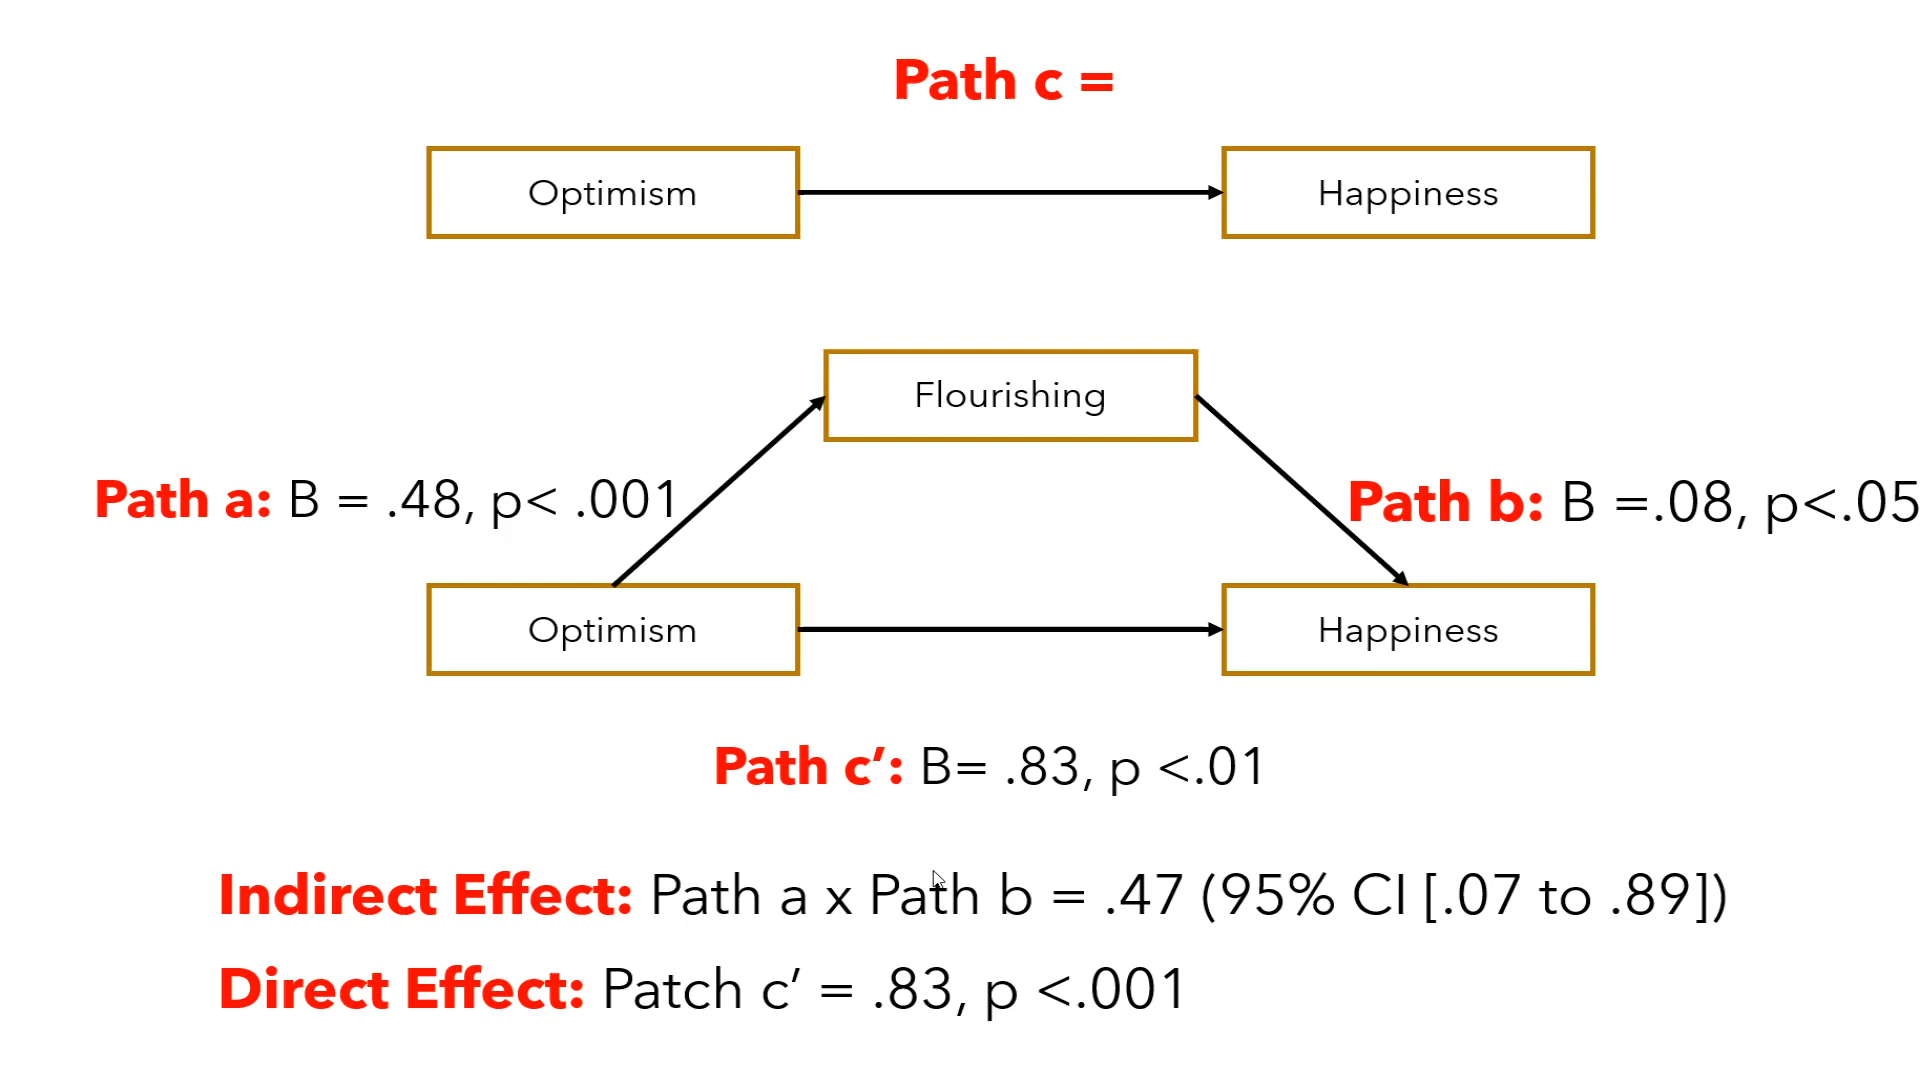 Path c =
Optimism
Happiness
Flourishing
Path a: B = .48, p< .001
Path b: B =.08, p<.05
Optimism
Happiness
Path c’: B= .83, p <.01
Indirect Effect: Path a x Path b = .47 (95% CI [.07 to .89])
Direct Effect: Patch c’ = .83, p <.001